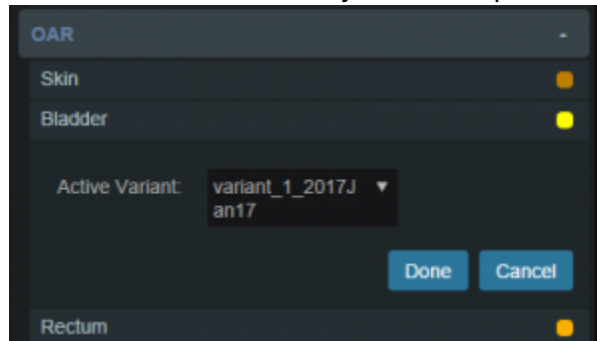 OAR -
Skin
Bladder
Active Variant: variant_1_2017J
an17
Done Cancel
Rectum